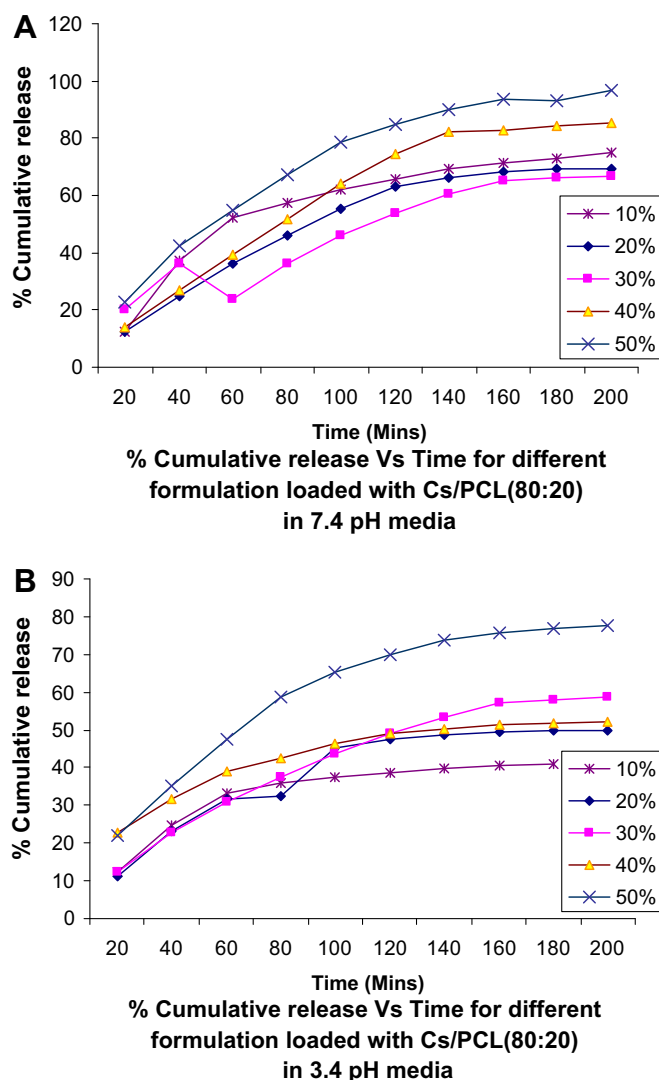 A
120
100
80
60
40
20
0
% Cumulative release
10%
20%
30%
40%
50%
20 40 60 80 100 120 140 160 180 200
Time (Mins)
% Cumulative release Vs Time for different
formulation loaded with Cs/PCL(80:20)
in 7.4 pH media
B
90
80
70
60
50
40
30
20
10
0
% Cumulative release
10%
20%
30%
40%
50%
20 40 60 80 100 120 140 160 180 200
Time (Mins)
% Cumulative release Vs Time for different
formulation loaded with Cs/PCL(80:20)
in 3.4 pH media